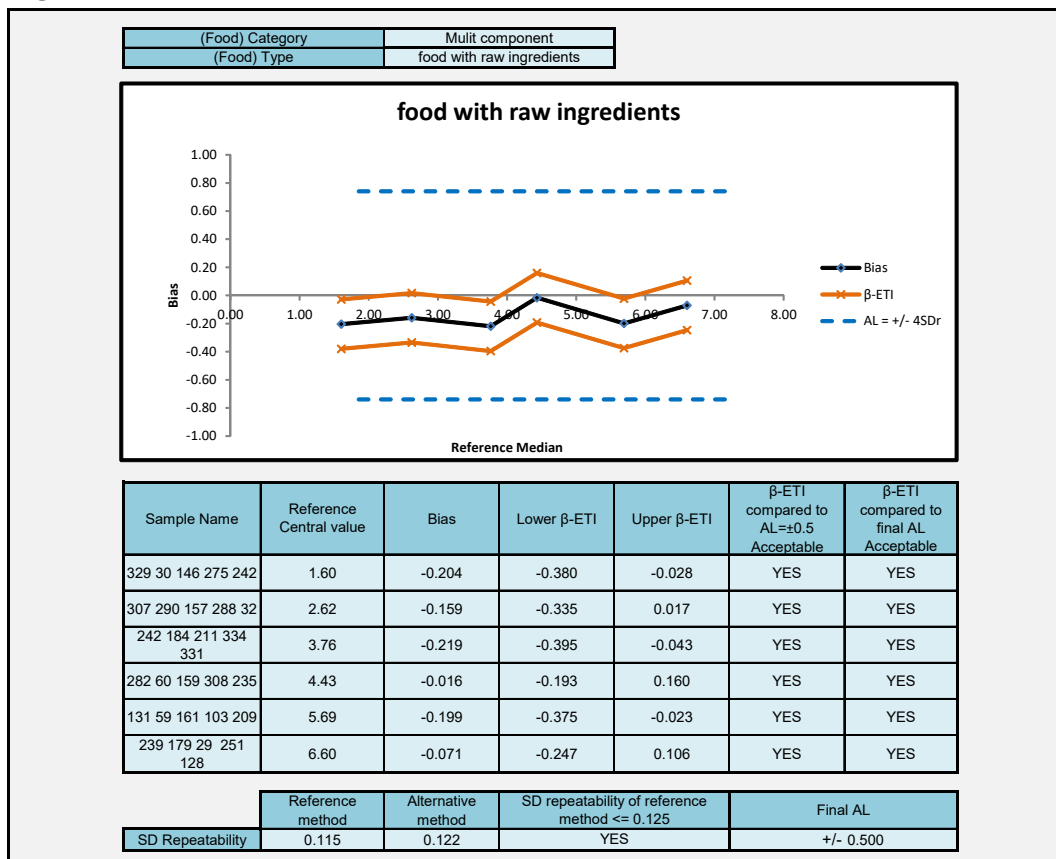 (Food) Category Mulit component
(Food) Type food with raw ingredients
food with raw ingredients
1.00
0.80
0.60
0.40
0.20
0.00
-0.20
-0.40
-0.60
-0.80
-1.00
0.00 1.00 2.00 3.00 4.00 5.00 6.00 7.00 8.00
Bias
Reference Median
Bias
β-ETI
AL = +/- 4SDr
Sample Name Reference Central value Bias Lower β-ETI Upper β-ETI β-ETI compared to AL=±0.5 Acceptable β-ETI compared to final AL Acceptable
329 30 146 275 242 1.60 -0.204 -0.380 -0.028 YES YES
307 290 157 288 32 2.62 -0.159 -0.335 0.017 YES YES
242 184 211 334 331 3.76 -0.219 -0.395 -0.043 YES YES
282 60 159 308 235 4.43 -0.016 -0.193 0.160 YES YES
131 59 161 103 209 5.69 -0.199 -0.375 -0.023 YES YES
239 179 29 251 128 6.60 -0.071 -0.247 0.106 YES YES
Reference method Alternative method SD repeatability of reference method <= 0.125 Final AL
SD Repeatability 0.115 0.122 YES +/- 0.500